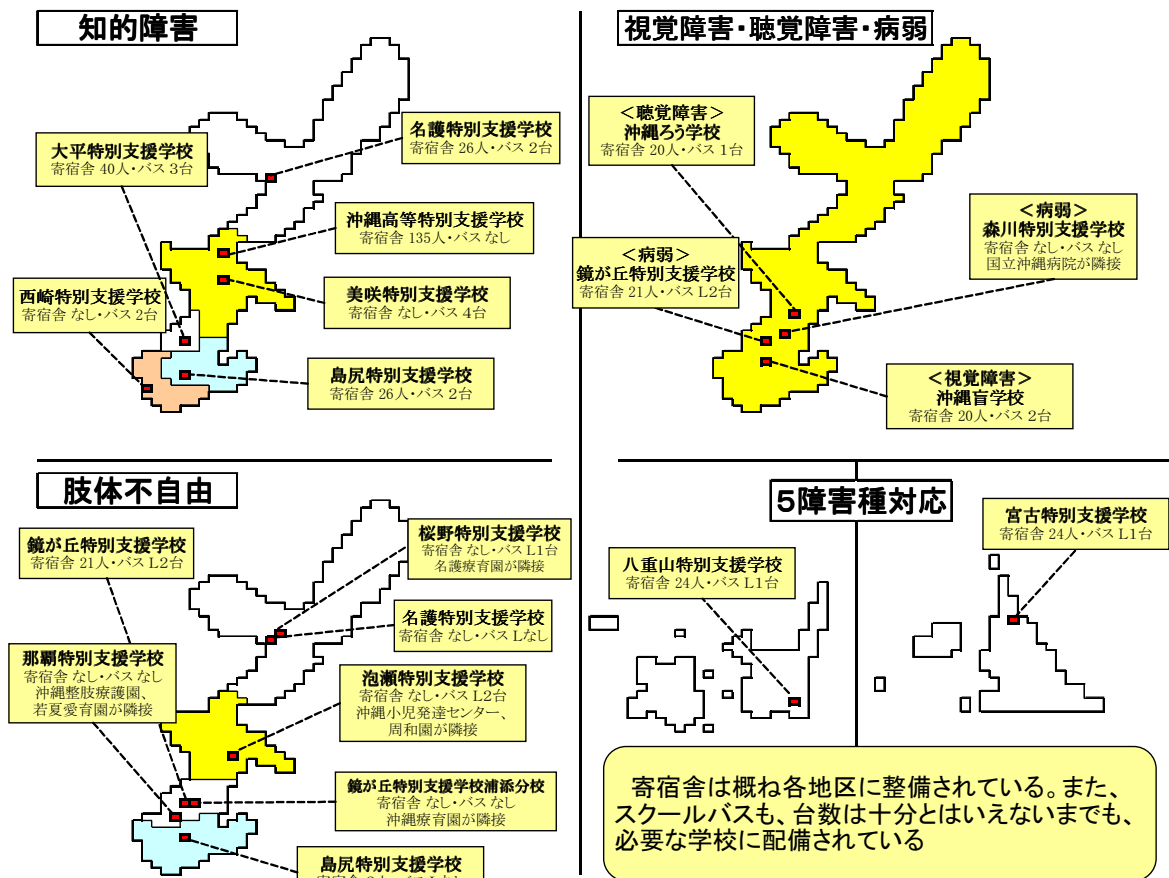 知的障害
大平特別支援学校
寄宿舎 40人・バス 3台
名護特別支援学校
寄宿舎 26人・バス 2台
沖縄高等特別支援学校
寄宿舎 135人・バス なし
西崎特別支援学校
寄宿舎 なし・バス 2台
美咲特別支援学校
寄宿舎 なし・バス 4台
島尻特別支援学校
寄宿舎 26人・バス 2台
視覚障害・聴覚障害・病弱
＜聴覚障害＞
沖縄ろう学校
寄宿舎 20人・バス 1台
＜病弱＞
森川特別支援学校
寄宿舎 なし・バス なし
国立沖縄病院が隣接
＜病弱＞
鏡が丘特別支援学校
寄宿舎 21人・バス L2台
＜視覚障害＞
沖縄盲学校
寄宿舎 20人・バス 2台
肢体不自由
鏡が丘特別支援学校
寄宿舎 21人・バス L2台
桜野特別支援学校
寄宿舎 なし・バス L1台
名護療育園が隣接
名護特別支援学校
寄宿舎 なし・バス Lなし
那覇特別支援学校
寄宿舎 なし・バス なし
沖縄整肢療護園、
若夏愛育園が隣接
泡瀬特別支援学校
寄宿舎 なし・バス L2台
沖縄小児発達センター、
周和園が隣接
鏡が丘特別支援学校浦添分校
寄宿舎 なし・バス なし
沖縄療育園が隣接
島尻特別支援学校
5障害種対応
八重山特別支援学校
寄宿舎 24人・バス L1台
宮古特別支援学校
寄宿舎 24人・バス L1台
寄宿舎は概ね各地区に整備されている。また、
スクールバスも、台数は十分とはいえないまでも、
必要な学校に配備されている